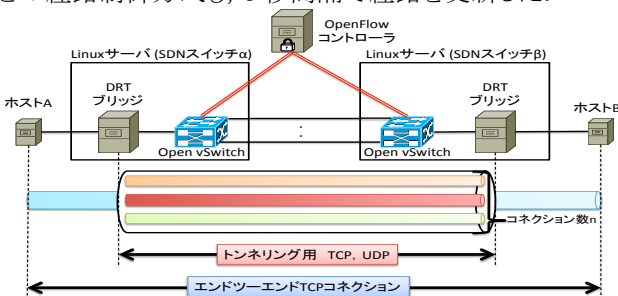 OpenFlow
コントローラ
Linuxサーバ (SDNスイッチα)
Linuxサーバ (SDNスイッチβ)
ホストA
DRT
ブリッジ
DRT
ブリッジ
ホストB
Open vSwitch
:
Open vSwitch
コネクション数n
トンネリング用 TCP, UDP
エンドツーエンドTCPコネクション